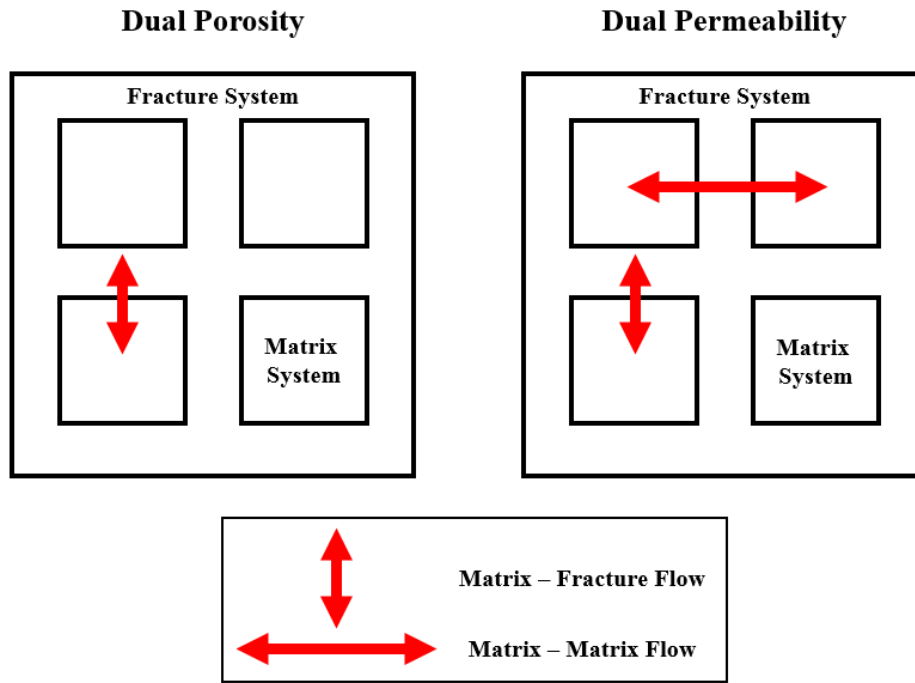 Dual Porosity
Dual Permeability
Fracture System
Fracture System
Matrix
System
Matrix
System
Matrix – Fracture Flow
Matrix – Matrix Flow